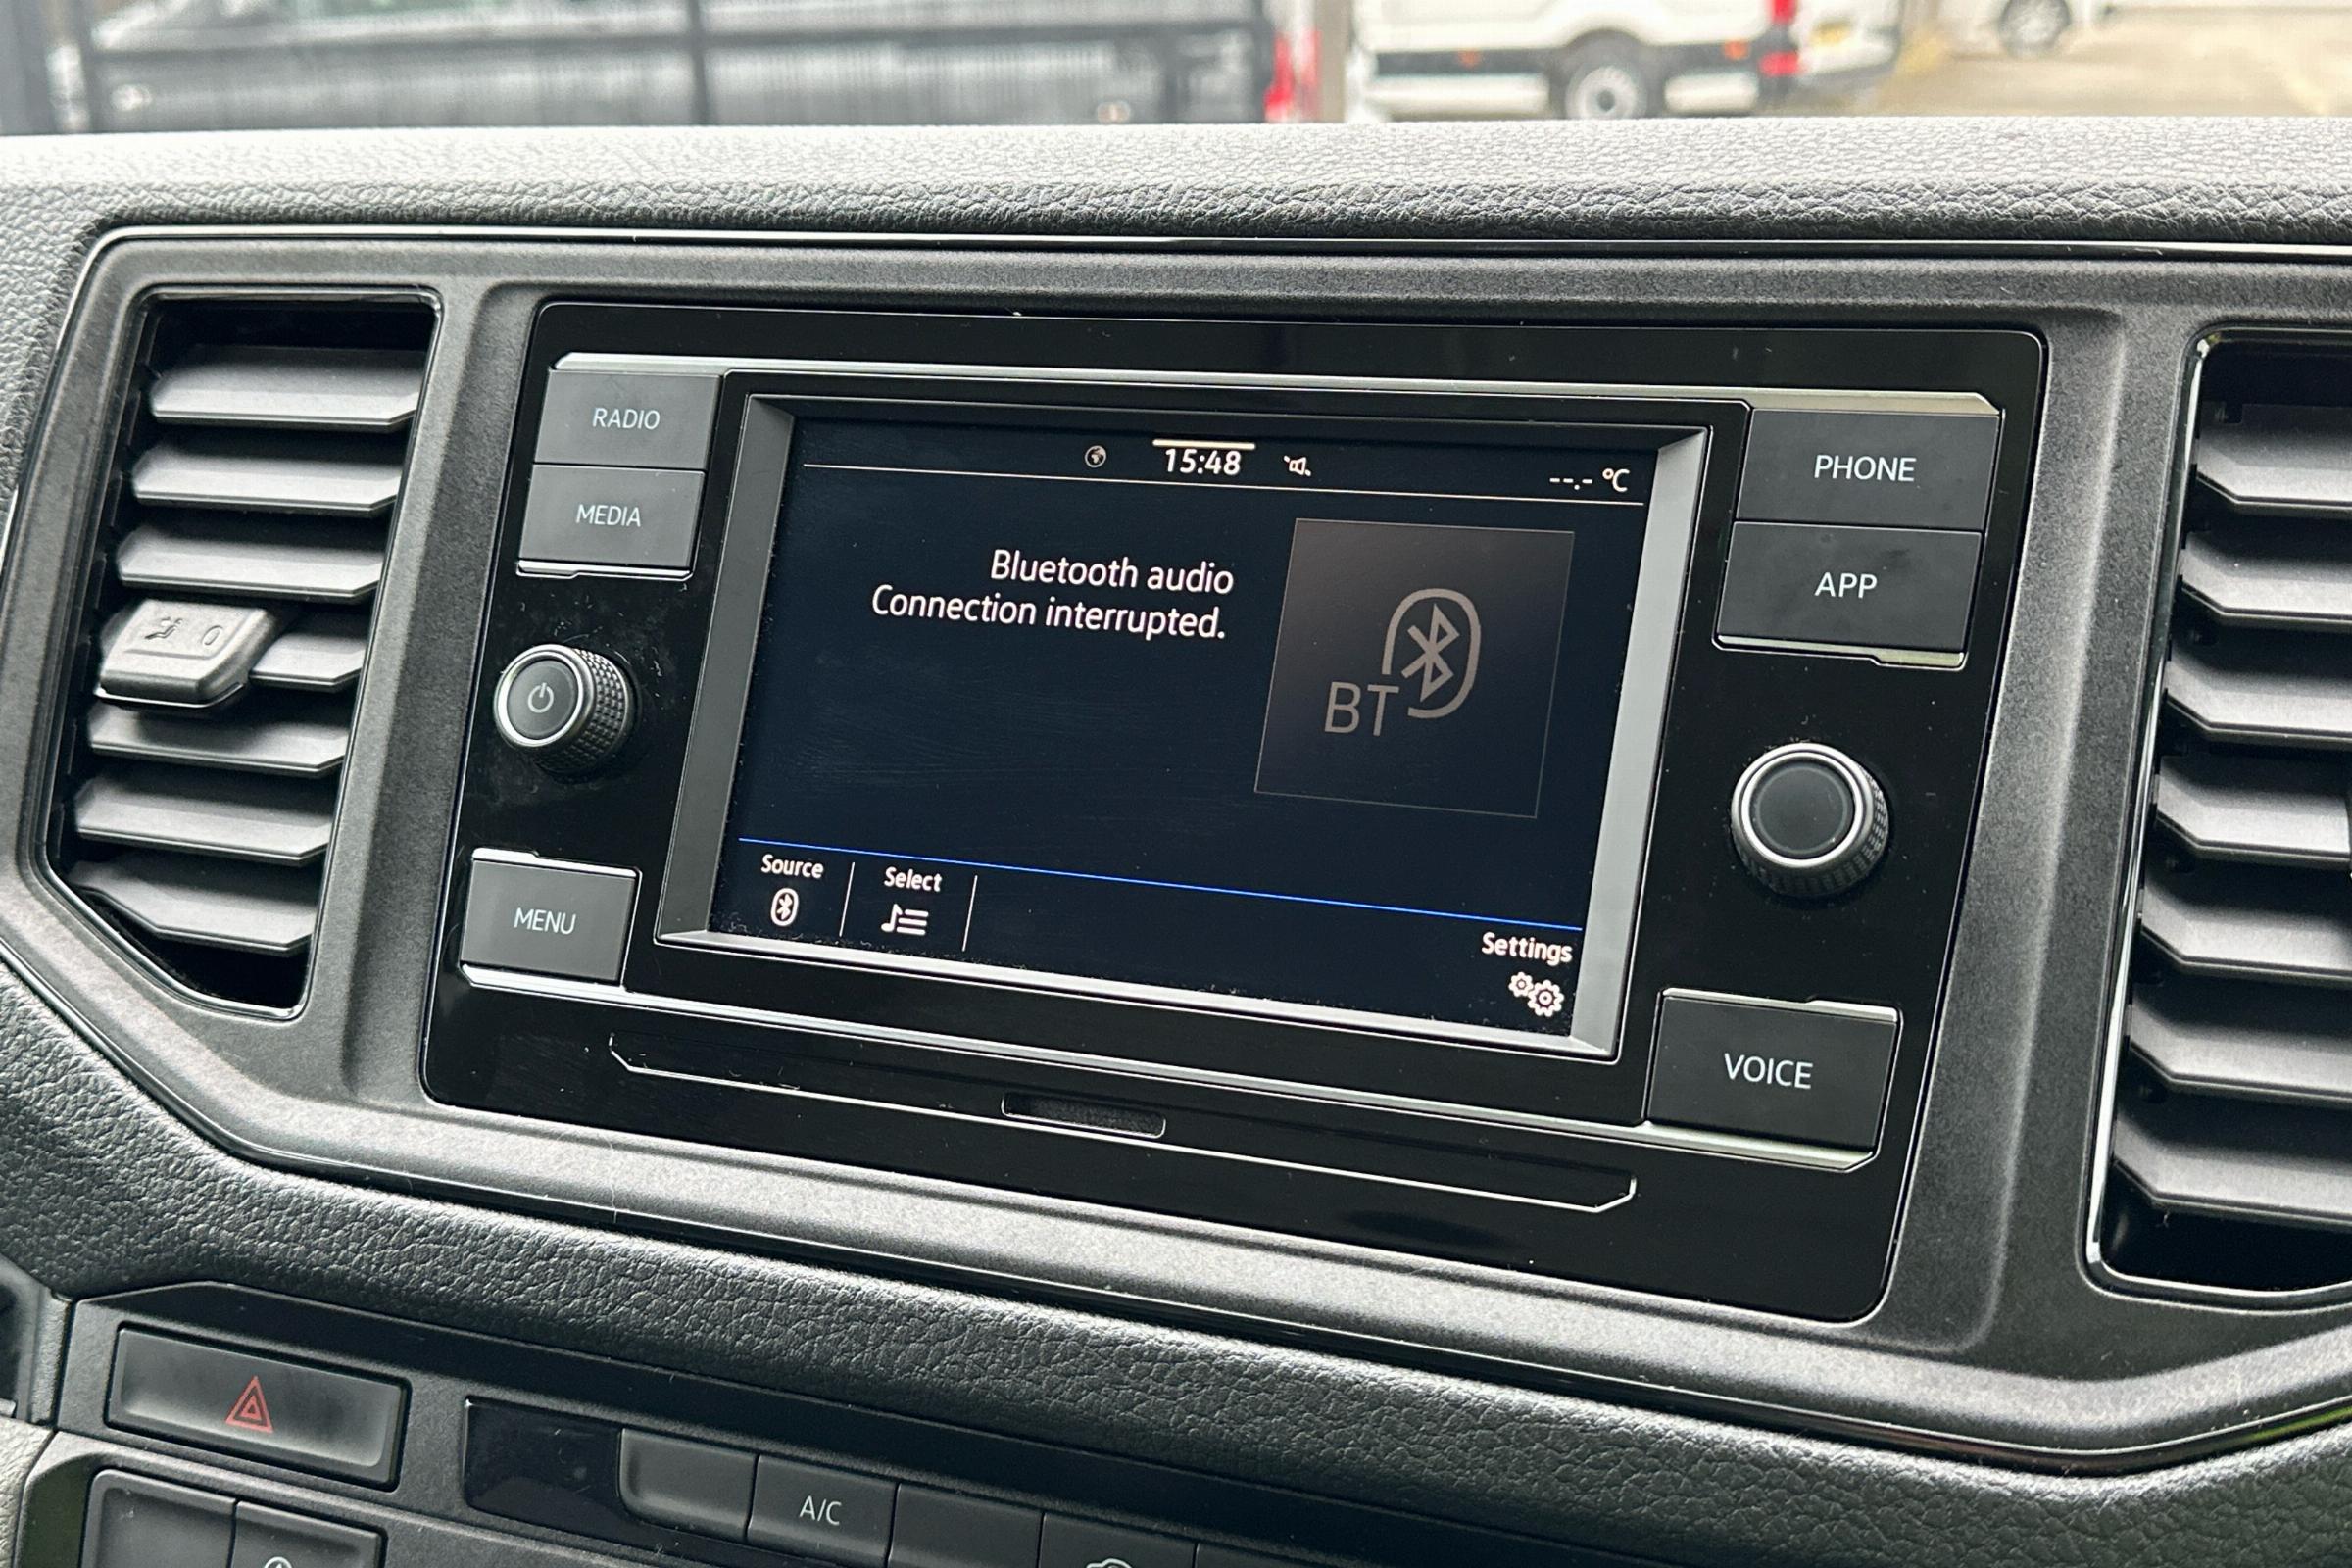 RADIO
MEDIA
MENU
15:48
--.- °C
Bluetooth audio
Connection interrupted.
BT
Source
Select
Settings
PHONE
APP
VOICE
A/C